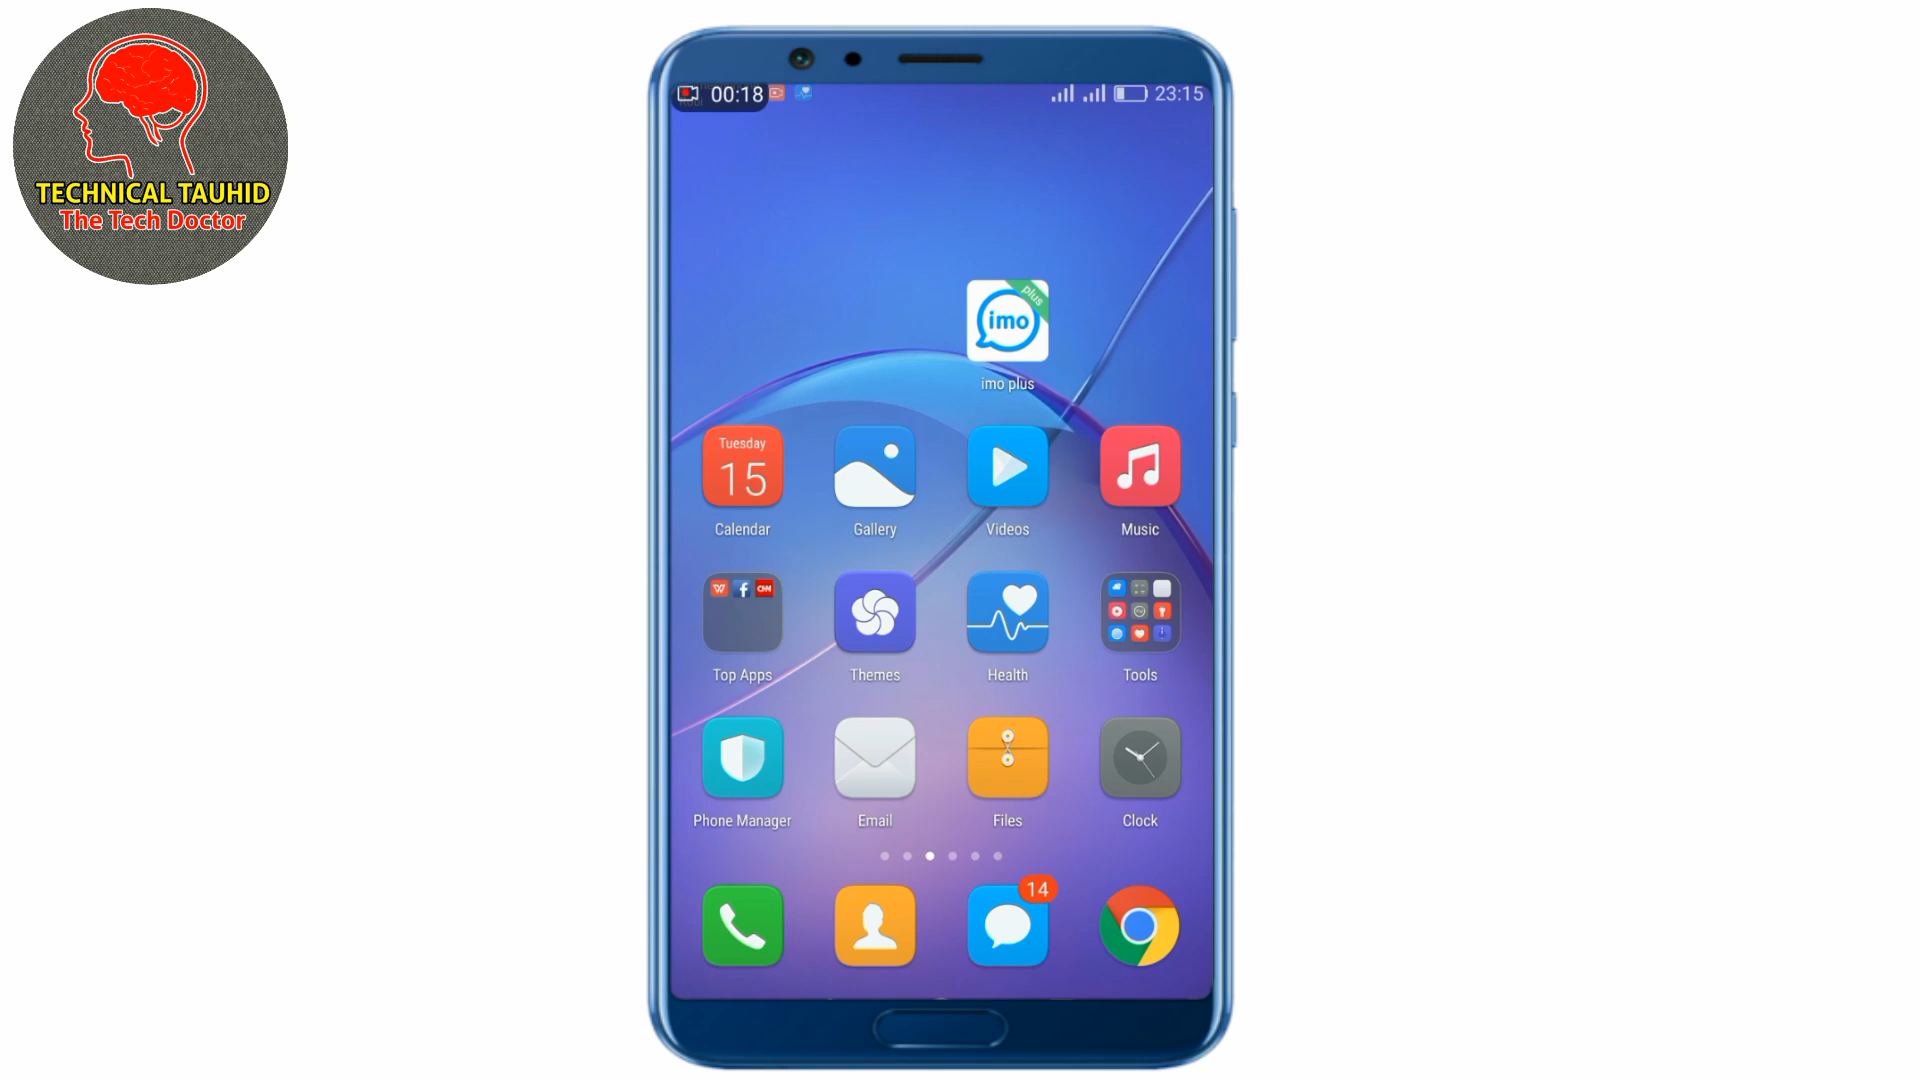 TECHNICAL TAUHID
The Tech Doctor
00:18
23:15
plus
imo
imo plus
Tuesday
15
Calendar
Gallery
Videos
Music
W f CNN
Top Apps
Themes
Health
Tools
Phone Manager
Email
Files
Clock
14